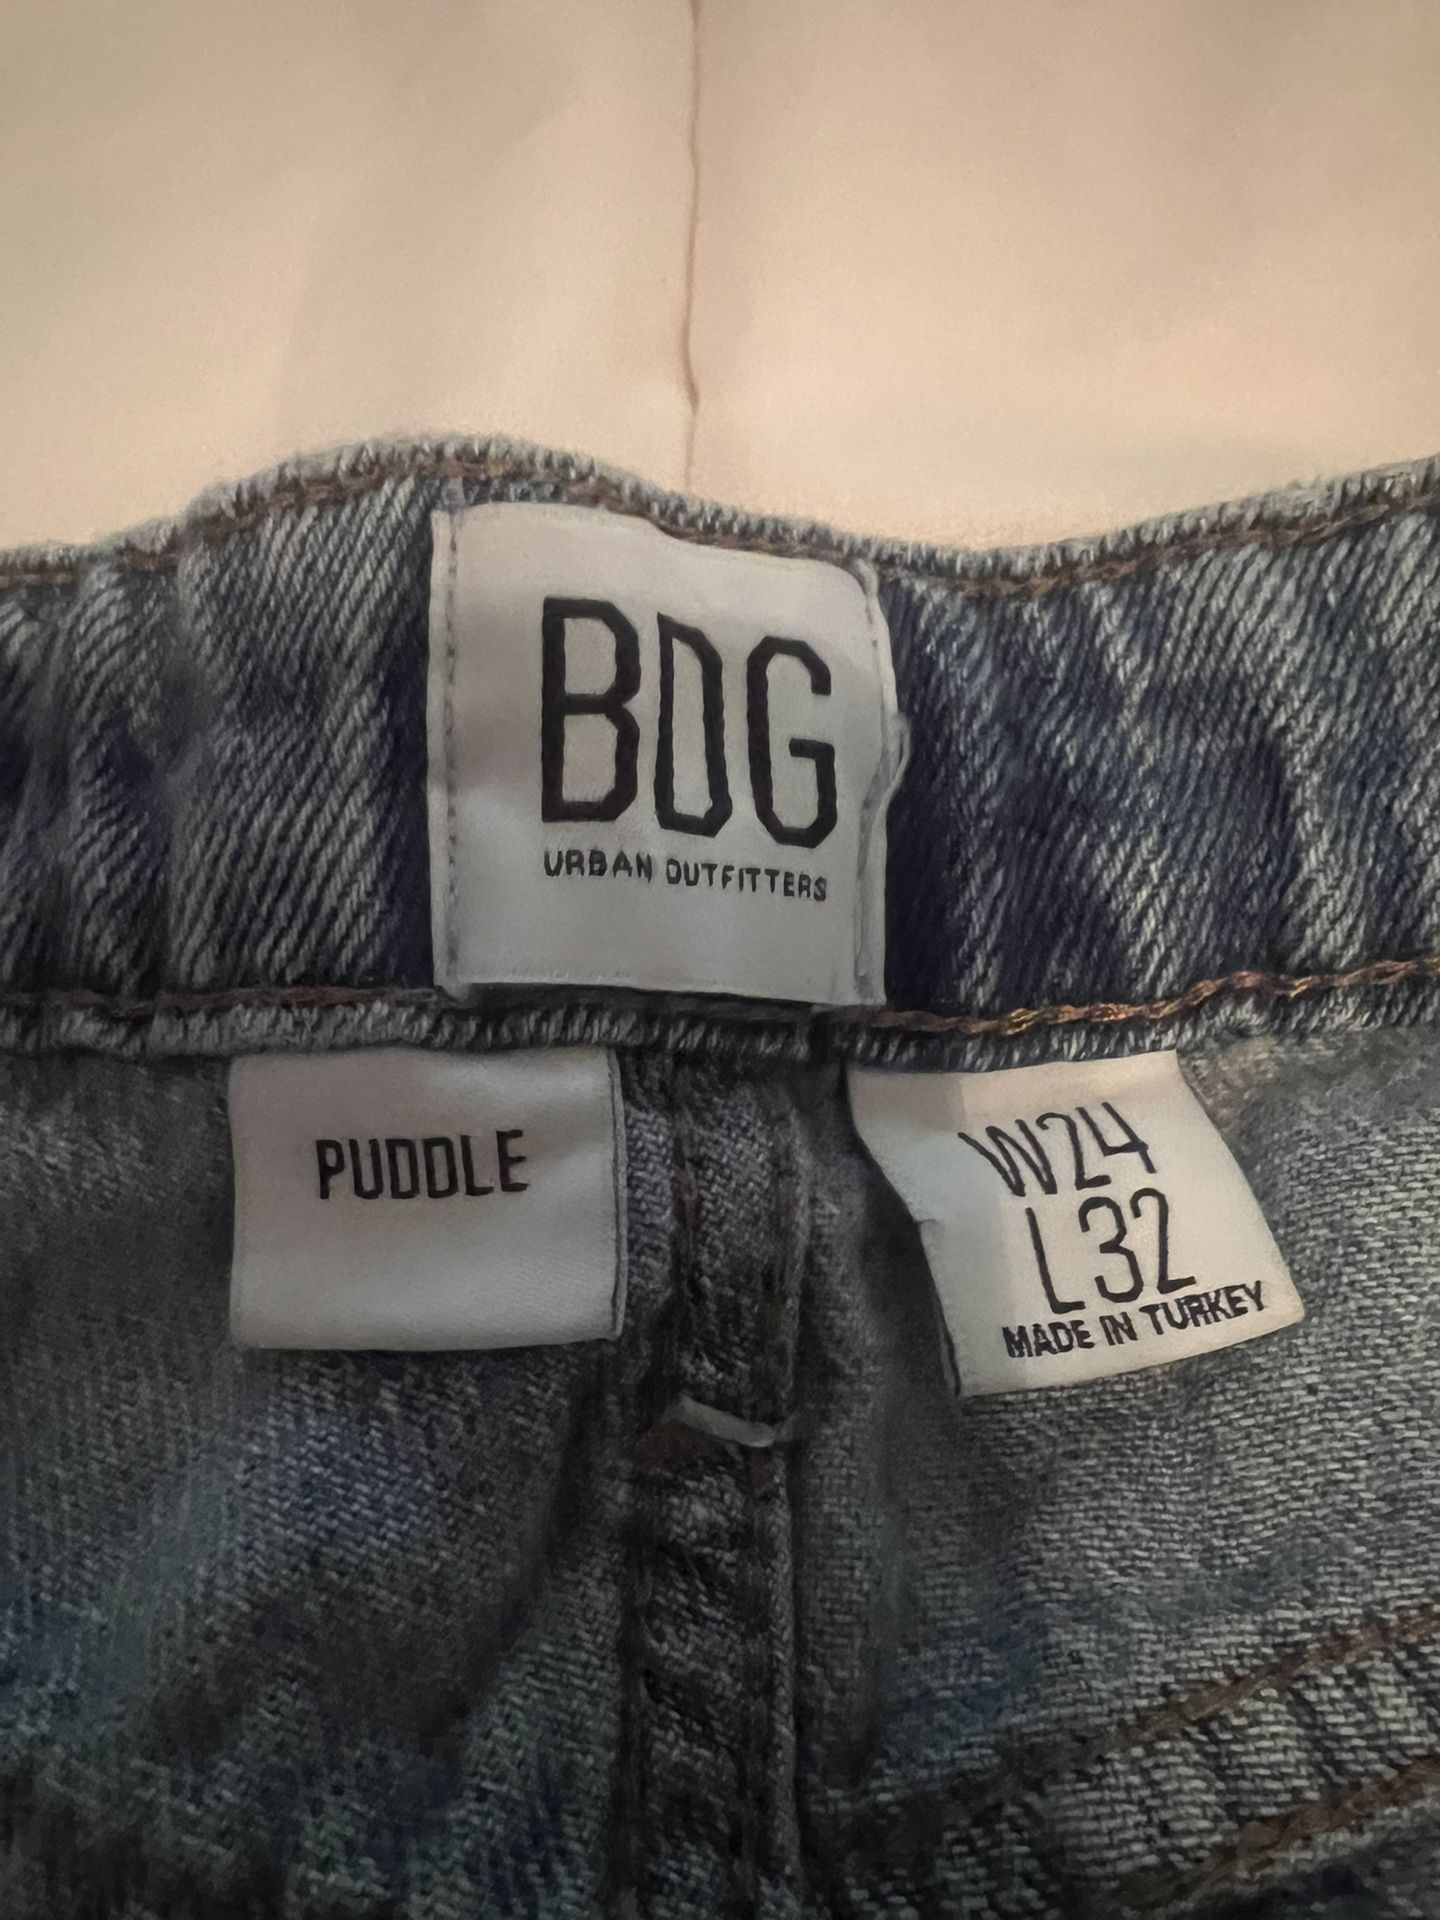 BDG
URBAN OUTFITTERS
PUDDLE
W24
L32
MADE IN TURKEY